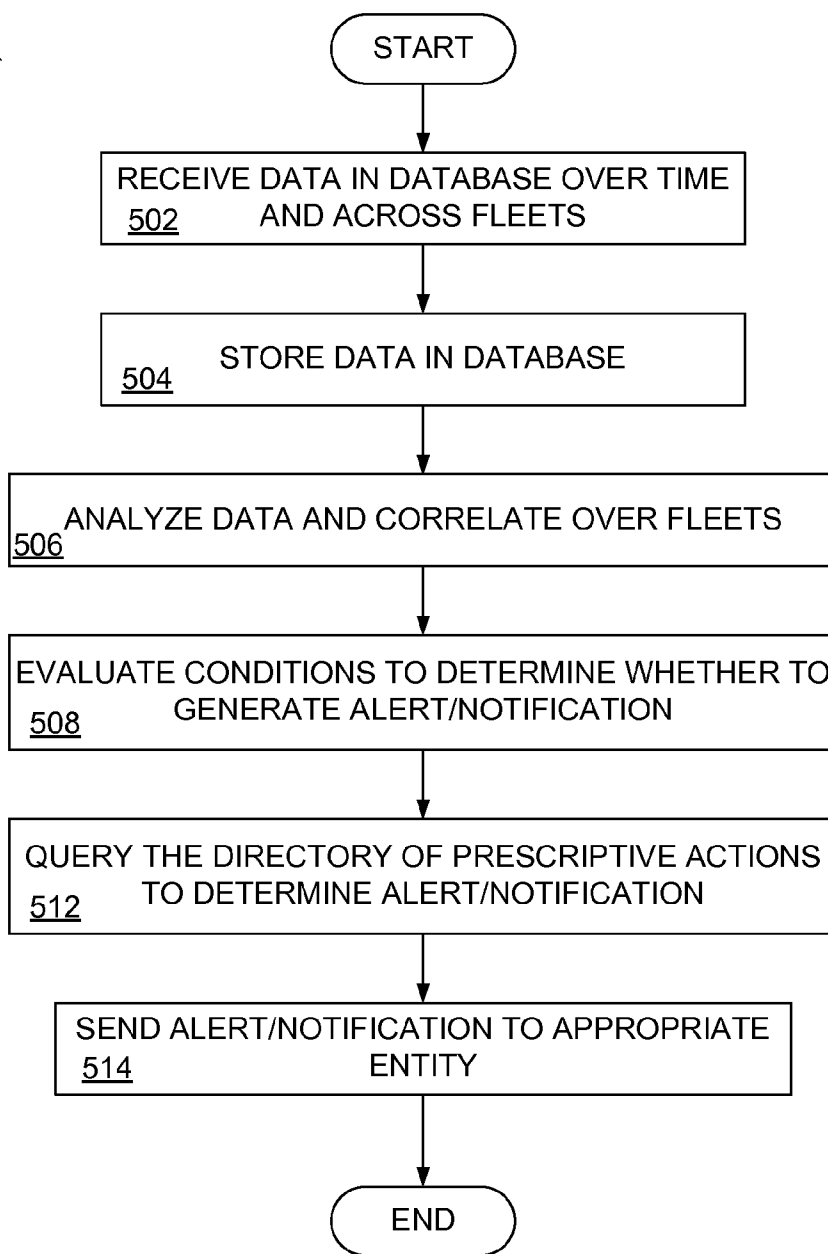 START
RECEIVE DATA IN DATABASE OVER TIME
502 AND ACROSS FLEETS
STORE DATA IN DATABASE
504
ANALYZE DATA AND CORRELATE OVER FLEETS
506
EVALUATE CONDITIONS TO DETERMINE WHETHER TO
508 GENERATE ALERT/NOTIFICATION
QUERY THE DIRECTORY OF PRESCRIPTIVE ACTIONS
512 TO DETERMINE ALERT/NOTIFICATION
SEND ALERT/NOTIFICATION TO APPROPRIATE
514 ENTITY
END